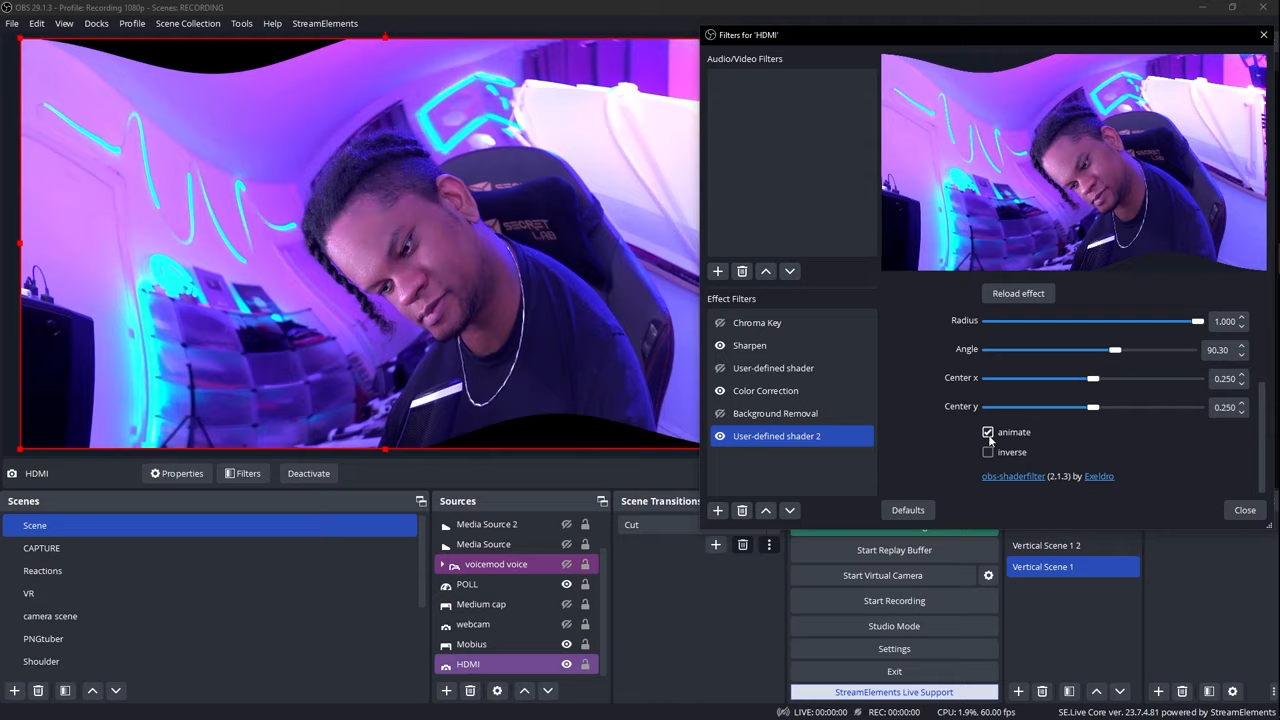 OBS 29.1.3 - Profile: Recording 1080p - Scenes: RECORDING
File Edit View Docks Profile Scene Collection Tools Help StreamElements
Filters for 'HDMI'
Audio/Video Filters
SECRET
LAB
SECRET
LAB
Reload effect
Effect Filters
Radius 1.000
Chroma Key
Sharpen
Angle 90.30
User-defined shader
Center x 0.250
Color Correction
Center y 0.250
Background Removal
animate
User-defined shader 2
inverse
HDMI Properties Filters Deactivate
obs-shaderfilter (2.1.3) by Exeldro
Defaults Close
Scenes Sources Scene Transitions
Scene
CAPTURE
Reactions
VR
camera scene
PNGtuber
Shoulder
Media Source 2
Media Source
voicemod voice
POLL
Medium cap
webcam
Mobius
HDMI
Cut
Start Replay Buffer
Start Virtual Camera
Start Recording
Studio Mode
Settings
Exit
StreamElements Live Support
Vertical Scene 1 2
Vertical Scene 1
LIVE: 00:00:00 REC: 00:00:00 CPU: 1.9%, 60.00 fps SE.Live Core ver. 23.7.4.81 powered by StreamElements